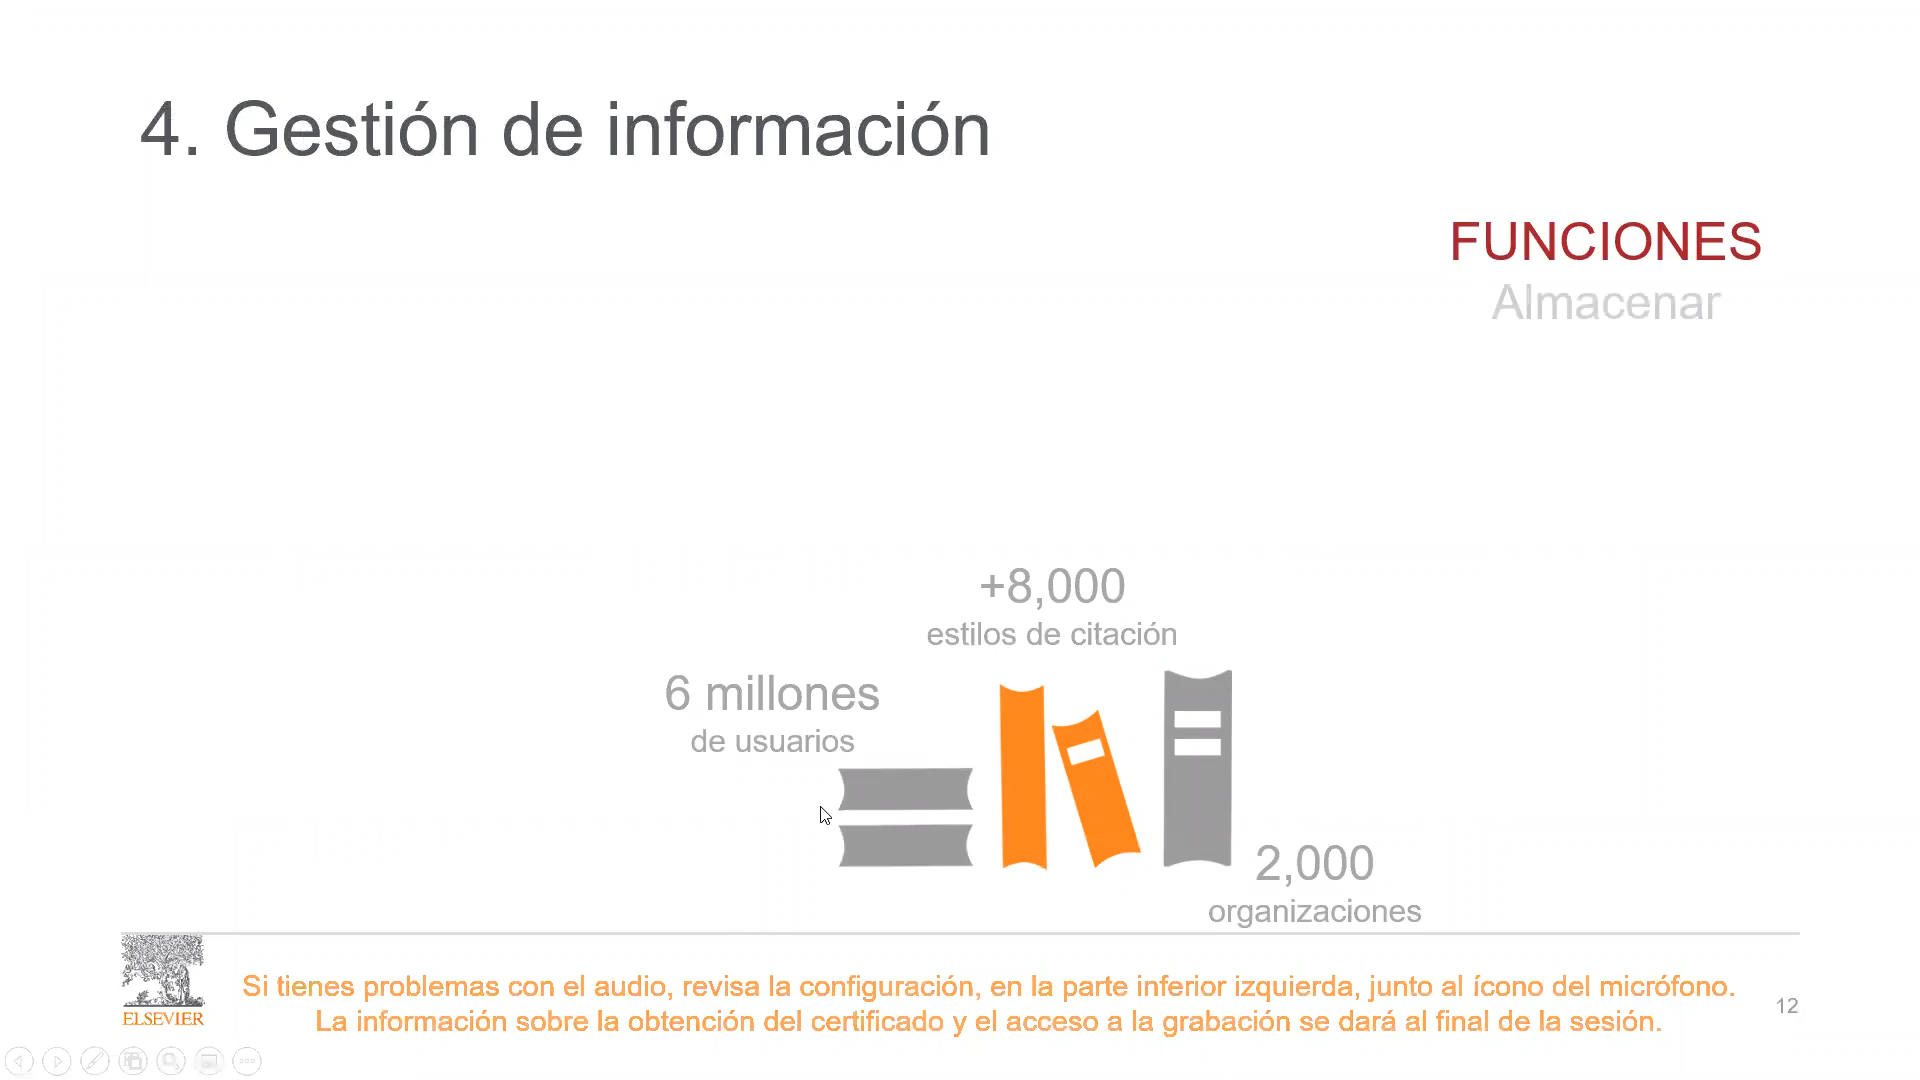 4. Gestión de información
FUNCIONES
Almacenar
+8,000
estilos de citación
6 millones
de usuarios
2,000
organizaciones
ELSEVIER
Si tienes problemas con el audio, revisa la configuración, en la parte inferior izquierda, junto al ícono del micrófono.
La información sobre la obtención del certificado y el acceso a la grabación se dará al final de la sesión.
12